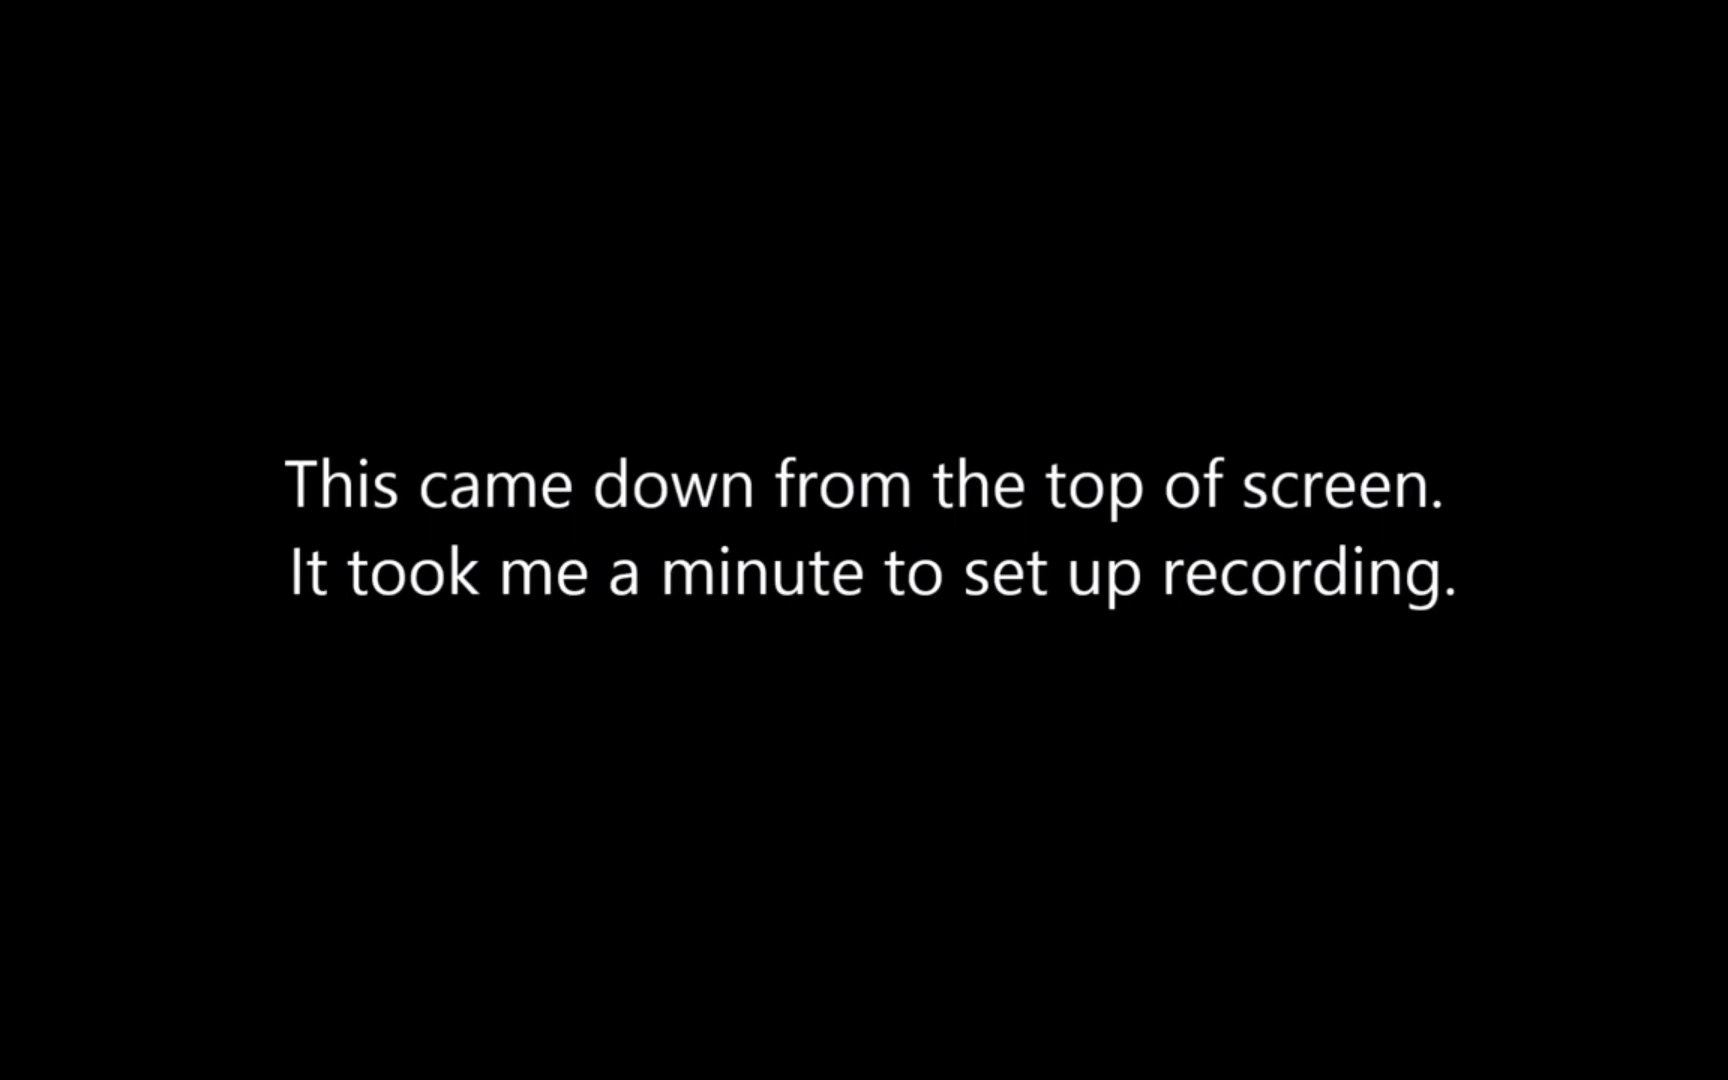 This came down from the top of screen.
It took me a minute to set up recording.